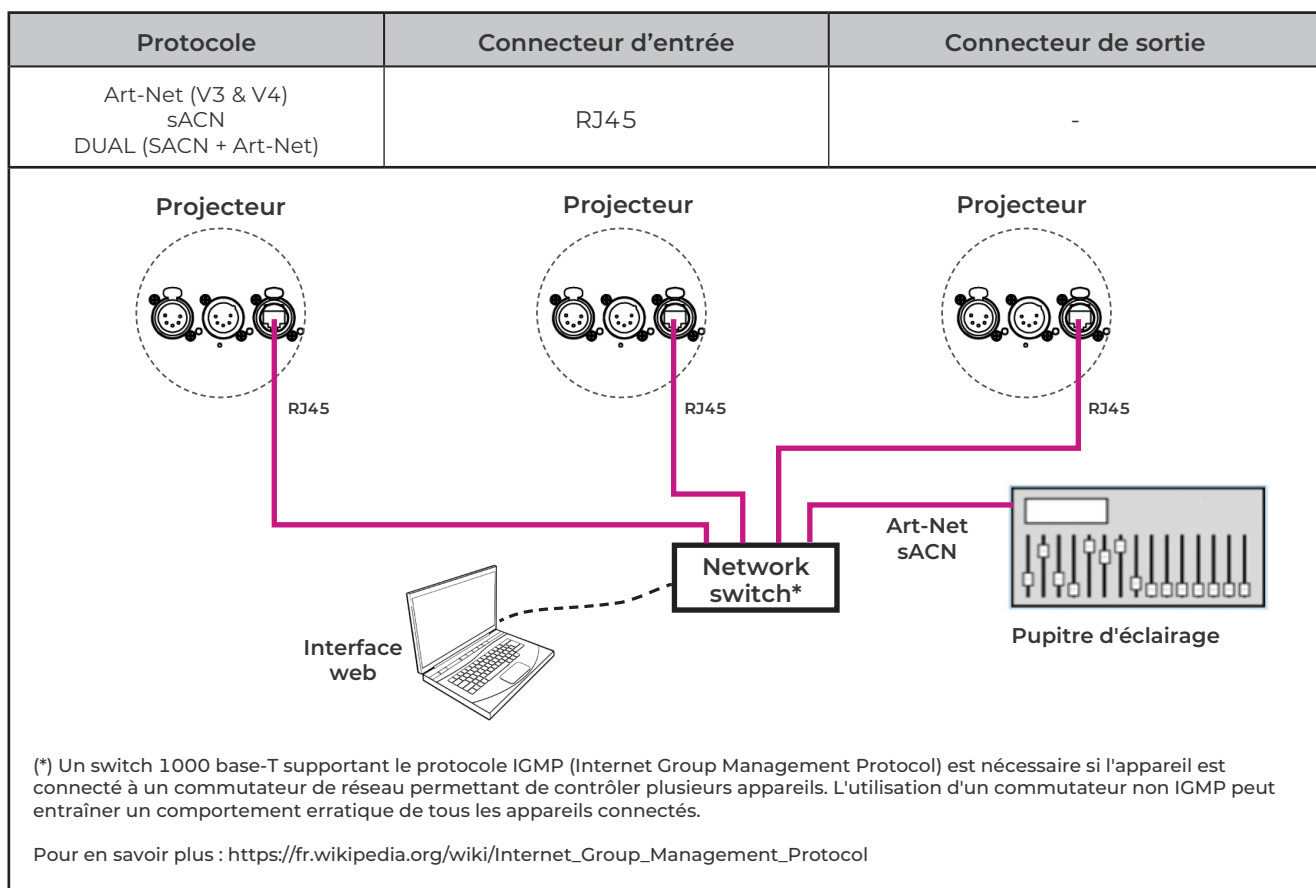 Protocole
Connecteur d’entrée
Connecteur de sortie
Art-Net (V3 & V4)
sACN
DUAL (SACN + Art-Net)
RJ45
-
Projecteur
Projecteur
Projecteur
RJ45
RJ45
RJ45
Art-Net
sACN
Network
switch*
Pupitre d'éclairage
Interface
web
(*) Un switch 1000 base-T supportant le protocole IGMP (Internet Group Management Protocol) est nécessaire si l'appareil est
connecté à un commutateur de réseau permettant de contrôler plusieurs appareils. L'utilisation d'un commutateur non IGMP peut
entraîner un comportement erratique de tous les appareils connectés.
Pour en savoir plus : https://fr.wikipedia.org/wiki/Internet_Group_Management_Protocol